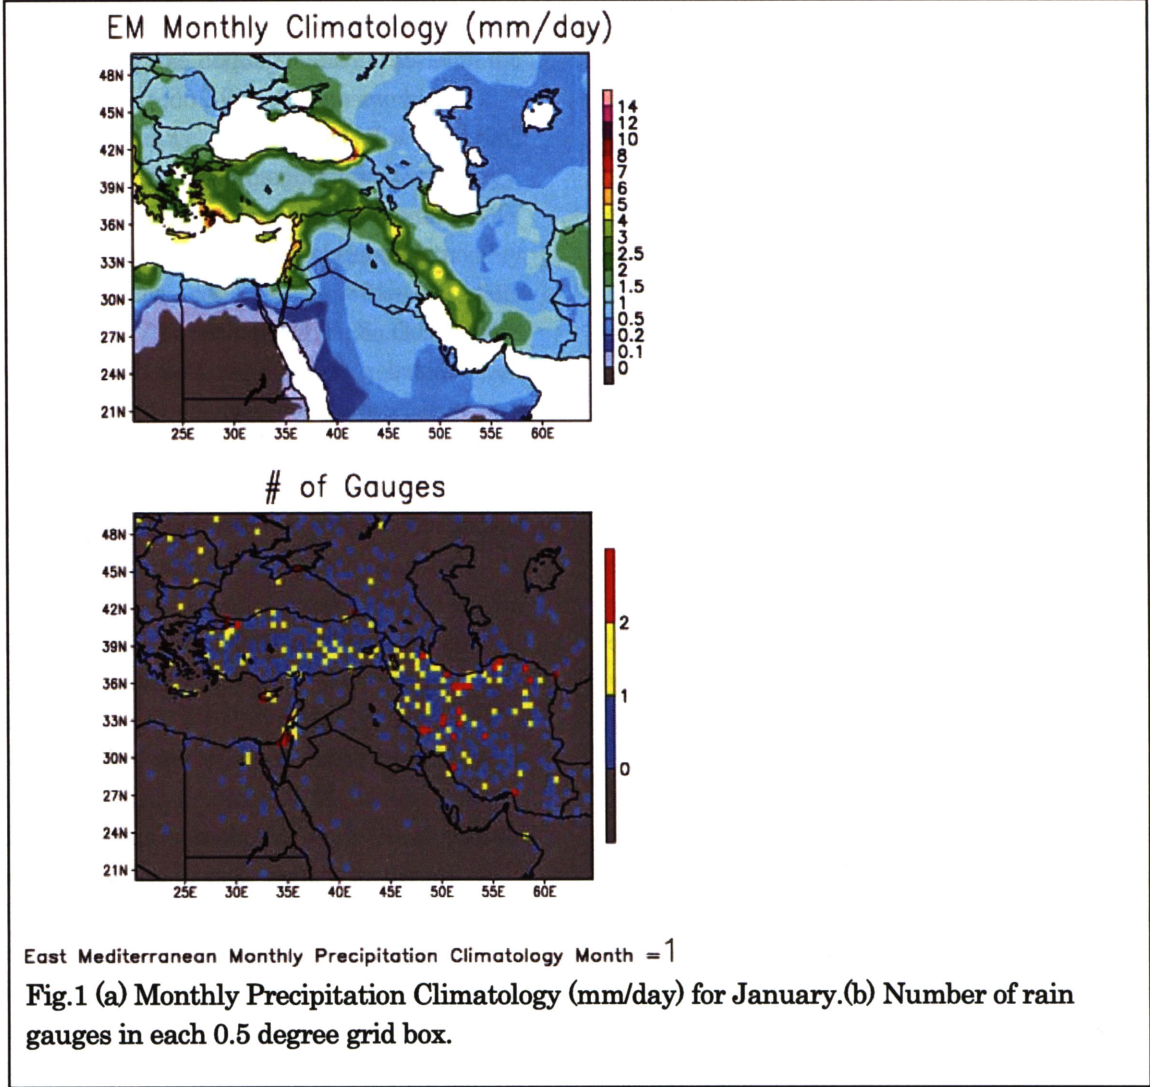 EM Monthly Climatology (mm/day)
48N
45N
42N
39N
36N
33N
30N
27N
24N
21N
25E 30E 35E 40E 45E 50E 55E 60E
14
12
10
8
7
6
5
4
3
2.5
2
1.5
1
0.5
0.2
0.1
0
# of Gauges
48N
45N
42N
39N
36N
33N
30N
27N
24N
21N
25E 30E 35E 40E 45E 50E 55E 60E
2
1
0
East Mediterranean Monthly Precipitation Climatology Month =1
Fig.1 (a) Monthly Precipitation Climatology (mm/day) for January.(b) Number of rain
gauges in each 0.5 degree grid box.